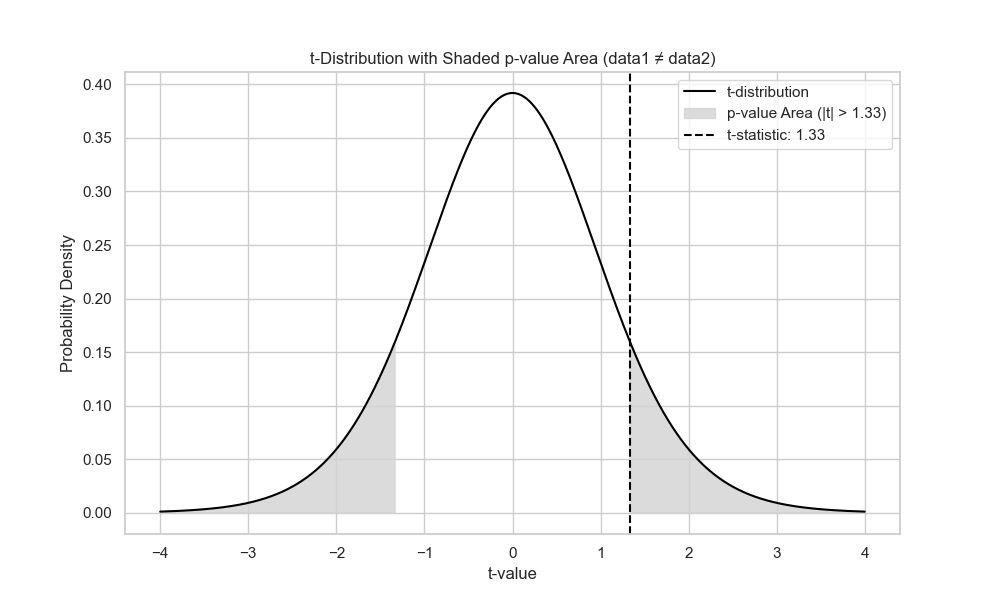 t-Distribution with Shaded p-value Area (data1 ≠ data2)
t-distribution
p-value Area (|t| > 1.33)
t-statistic: 1.33
Probability Density
0.40
0.35
0.30
0.25
0.20
0.15
0.10
0.05
0.00
−4 −3 −2 −1 0 1 2 3 4
t-value